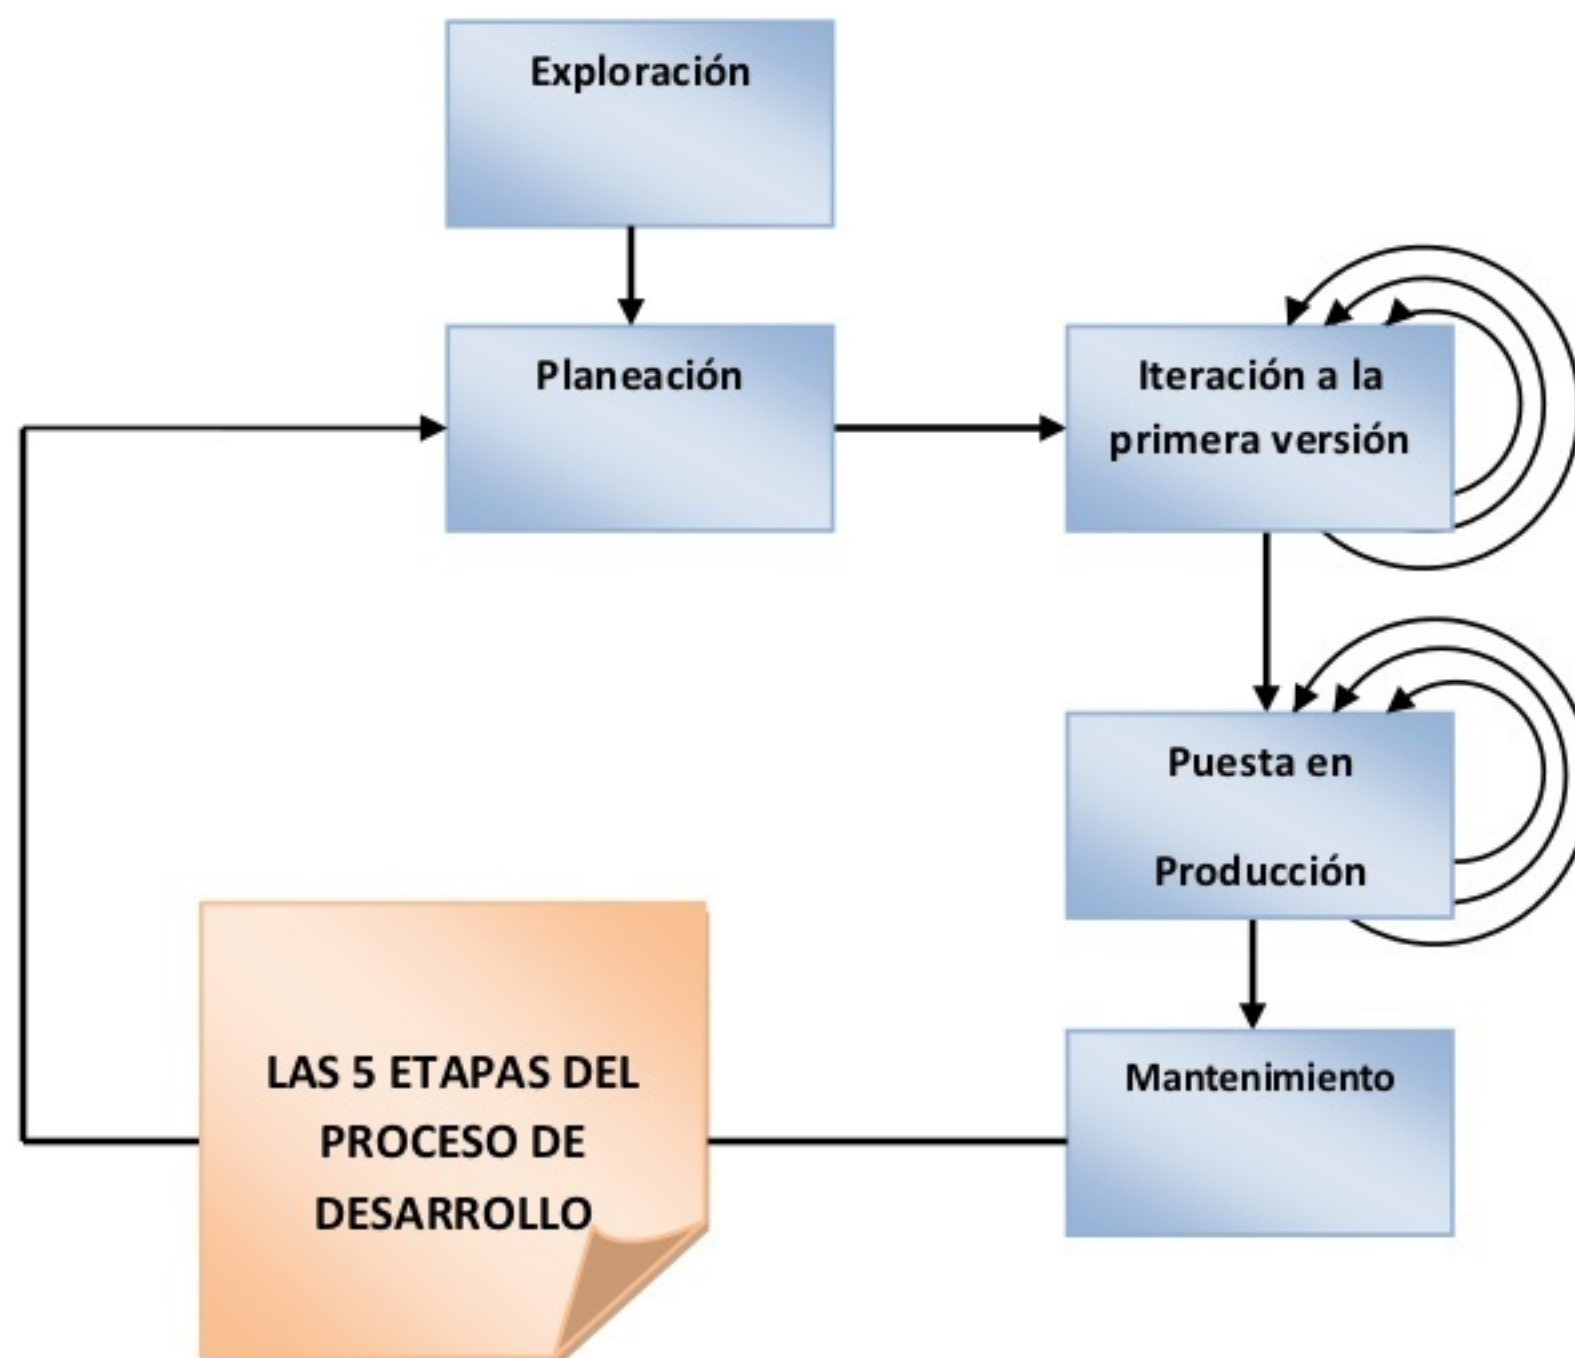 Exploración
Planeación
Iteración a la
primera versión
Puesta en
Producción
Mantenimiento
LAS 5 ETAPAS DEL
PROCESO DE
DESARROLLO